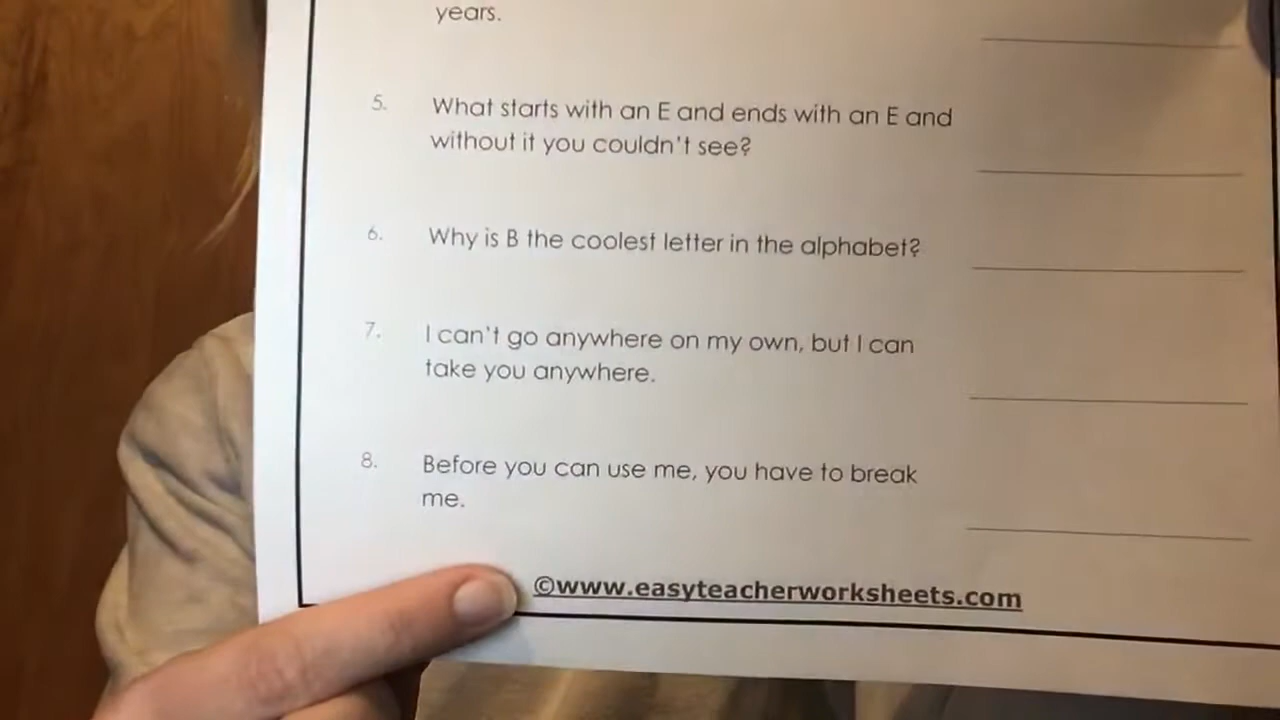 years.
5. What starts with an E and ends with an E and
without it you couldn't see?
6. Why is B the coolest letter in the alphabet?
7. I can't go anywhere on my own, but I can
take you anywhere.
8. Before you can use me, you have to break
me.
©www.easyteacherworksheets.com